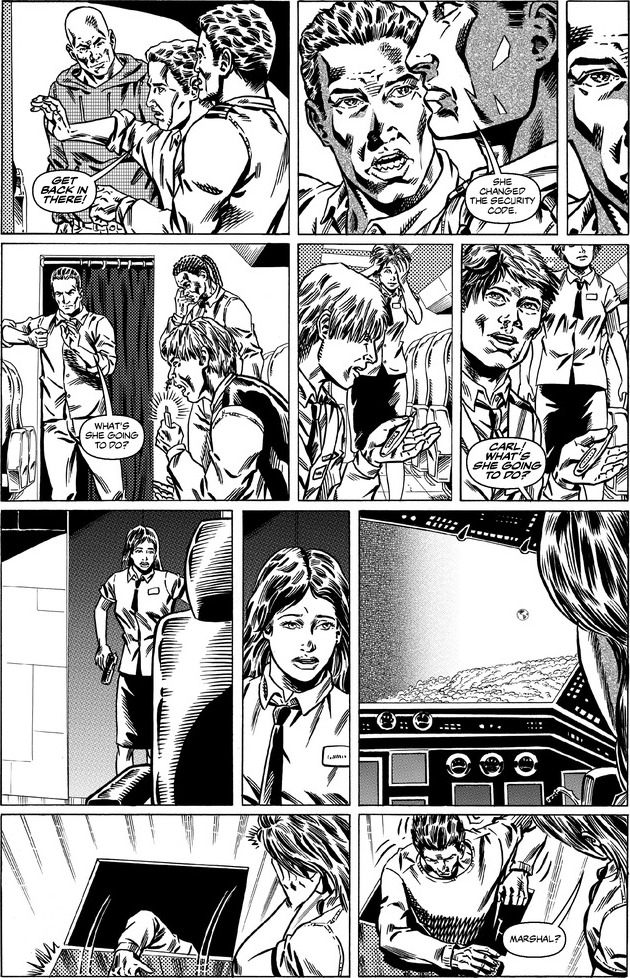 GET
BACK IN
THERE!
SHE
CHANGED
THE SECURITY
CODE.
WHAT'S
SHE GOING
TO DO?
CARL!
WHAT'S
SHE GOING
TO DO?
MARSHAL?